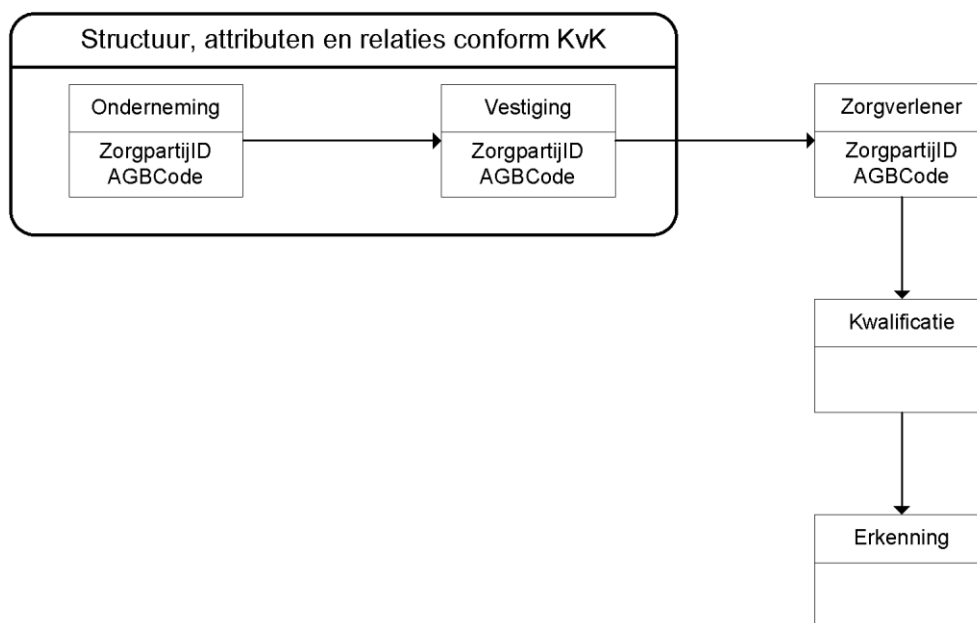 Structuur, attributen en relaties conform KvK
Onderneming
ZorgpartijID
AGBCode
Vestiging
ZorgpartijID
AGBCode
Zorgverlener
ZorgpartijID
AGBCode
Kwalificatie
Erkenning